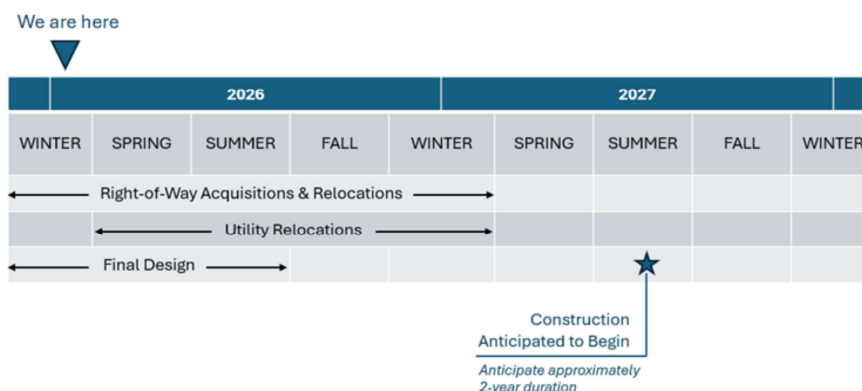 We are here
2026
2027
WINTER
SPRING
SUMMER
FALL
WINTER
SPRING
SUMMER
FALL
WINTER
Right-of-Way Acquisitions & Relocations
Utility Relocations
Final Design
Construction
Anticipated to Begin
Anticipate approximately
2-year duration